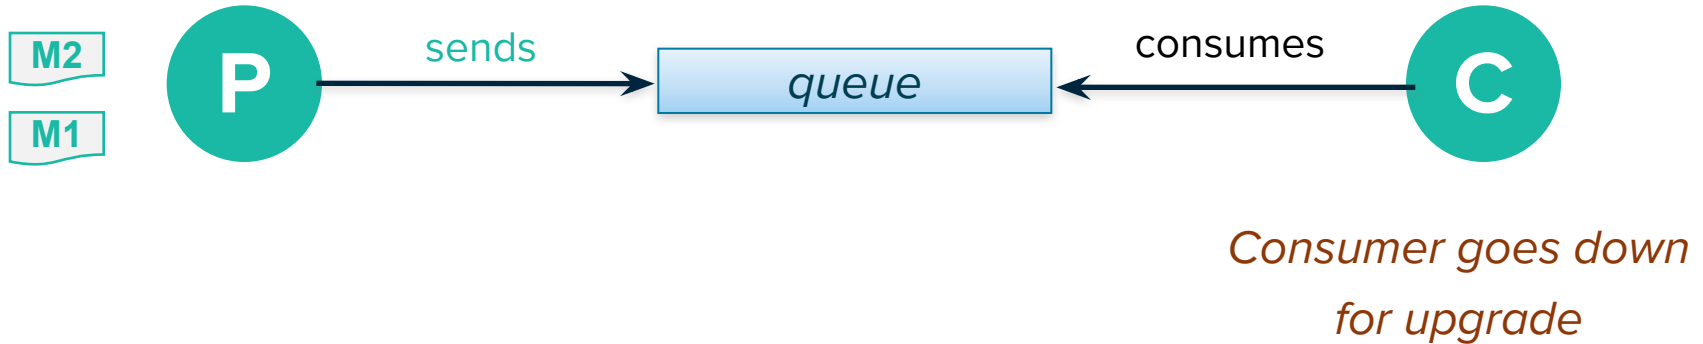 M2
M1
P
sends
queue
consumes
C
Consumer goes down
for upgrade